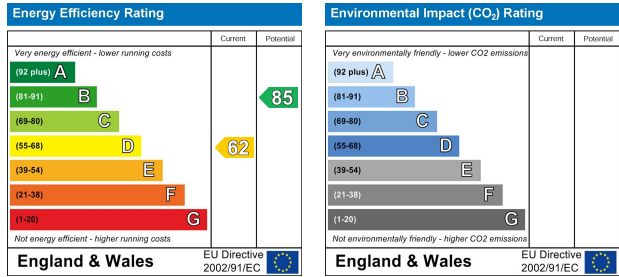 Energy Efficiency Rating
Current Potential
Very energy efficient - lower running costs
(92 plus) A
(81-91) B
85
(69-80) C
(55-68) D
62
(39-54) E
(21-38) F
(1-20) G
Not energy efficient - higher running costs
England & Wales
EU Directive
2002/91/EC
Environmental Impact (CO2) Rating
Current Potential
Very environmentally friendly - lower CO2 emissions
(92 plus) A
(81-91) B
(69-80) C
(55-68) D
(39-54) E
(21-38) F
(1-20) G
Not environmentally friendly - higher CO2 emissions
England & Wales
EU Directive
2002/91/EC